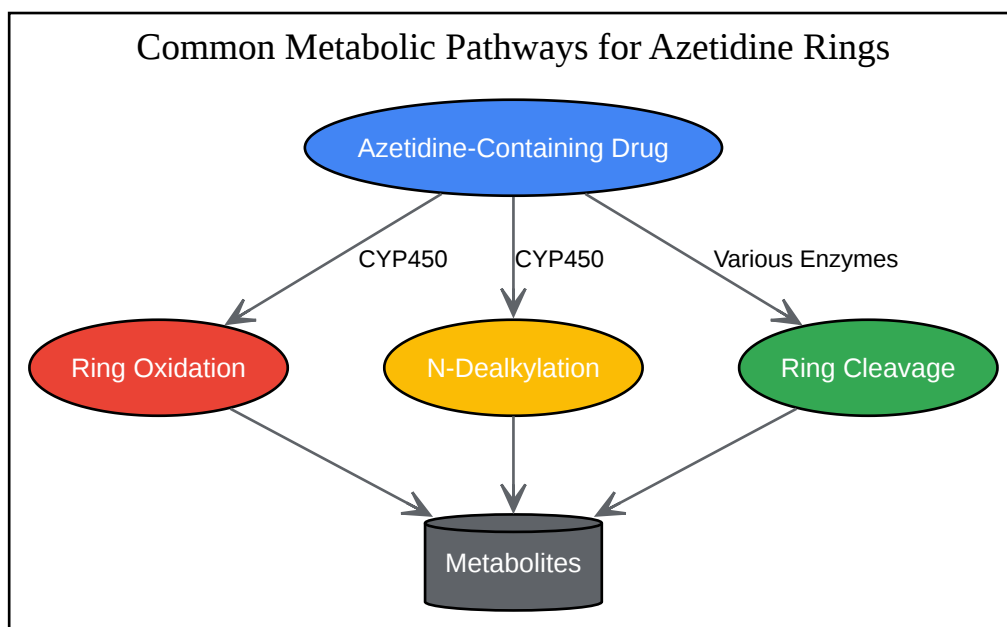 Common Metabolic Pathways for Azetidine Rings
Azetidine-Containing Drug
CYP450
CYP450
Various Enzymes
Ring Oxidation
N-Dealkylation
Ring Cleavage
Metabolites